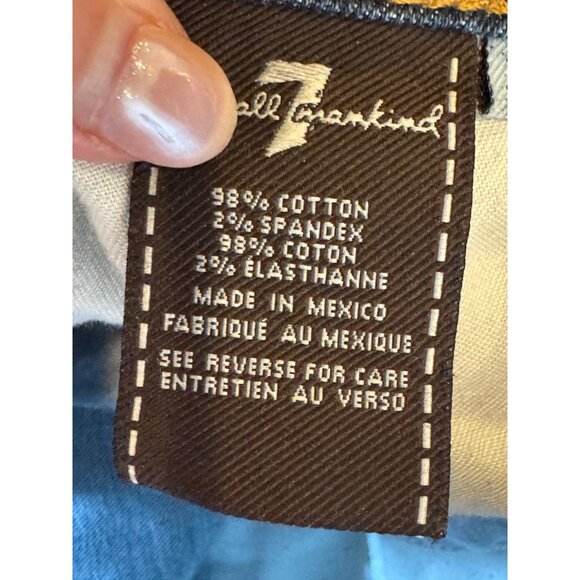 7
all mankind
98% COTTON
2% SPANDEX
98% COTON
2% ÉLASTHANNE
MADE IN MEXICO
FABRIQUÉ AU MEXIQUE
SEE REVERSE FOR CARE
ENTRETIEN AU VERSO